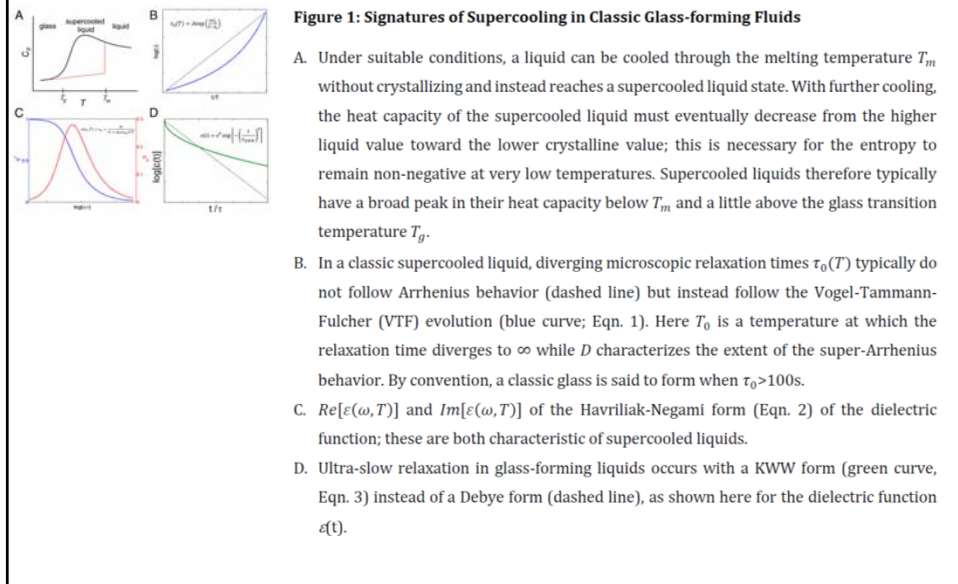 A
B
glass
supercooled
liquid
liquid
T
C
D
log[ε(t)]
t/τ
Figure 1: Signatures of Supercooling in Classic Glass-forming Fluids
A. Under suitable conditions, a liquid can be cooled through the melting temperature Tm
without crystallizing and instead reaches a supercooled liquid state. With further cooling,
the heat capacity of the supercooled liquid must eventually decrease from the higher
liquid value toward the lower crystalline value; this is necessary for the entropy to
remain non-negative at very low temperatures. Supercooled liquids therefore typically
have a broad peak in their heat capacity below Tm and a little above the glass transition
temperature Tg.
B. In a classic supercooled liquid, diverging microscopic relaxation times τ0(T) typically do
not follow Arrhenius behavior (dashed line) but instead follow the Vogel-Tammann-
Fulcher (VTF) evolution (blue curve; Eqn. 1). Here T0 is a temperature at which the
relaxation time diverges to ∞ while D characterizes the extent of the super-Arrhenius
behavior. By convention, a classic glass is said to form when τ0>100s.
C. Re[ε(ω,T)] and Im[ε(ω,T)] of the Havriliak-Negami form (Eqn. 2) of the dielectric
function; these are both characteristic of supercooled liquids.
D. Ultra-slow relaxation in glass-forming liquids occurs with a KWW form (green curve,
Eqn. 3) instead of a Debye form (dashed line), as shown here for the dielectric function
ε(t).